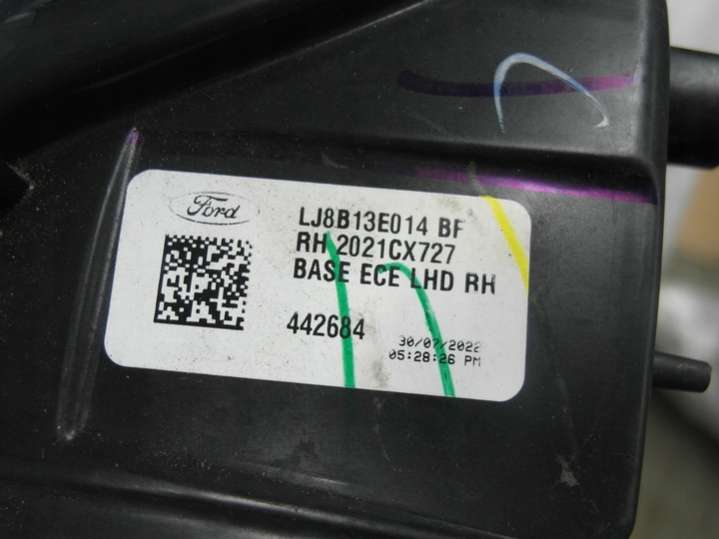 Ford
LJ8B13E014 BF
RH 2021CX727
BASE ECE LHD RH
442684
30/07/2022
05:28:26 PM